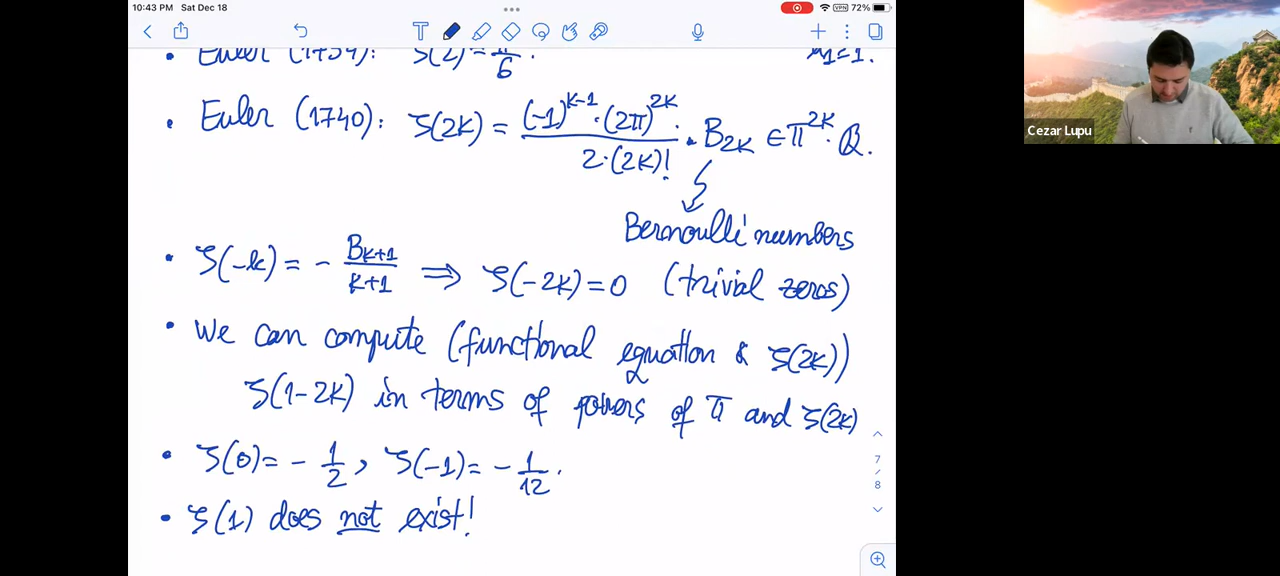 10:43 PM Sat Dec 18
VPN 72%
• Euler (1734): ζ(2) = π²/6 .
• Euler (1740): ζ(2k) = (-1)^{k-1} · (2π)^{2k} / 2·(2k)! · B_{2k} ∈ π^{2k} · Q.
Bernoulli numbers
• ζ(-k) = - B_{k+1} / k+1 ⟹ ζ(-2k) = 0 (trivial zeros)
• We can compute (functional equation & ζ(2k))
ζ(1-2k) in terms of powers of π and ζ(2k)
• ζ(0) = - 1/2 , ζ(-1) = - 1/12 .
• ζ(1) does not exist!
7 / 8
Cezar Lupu